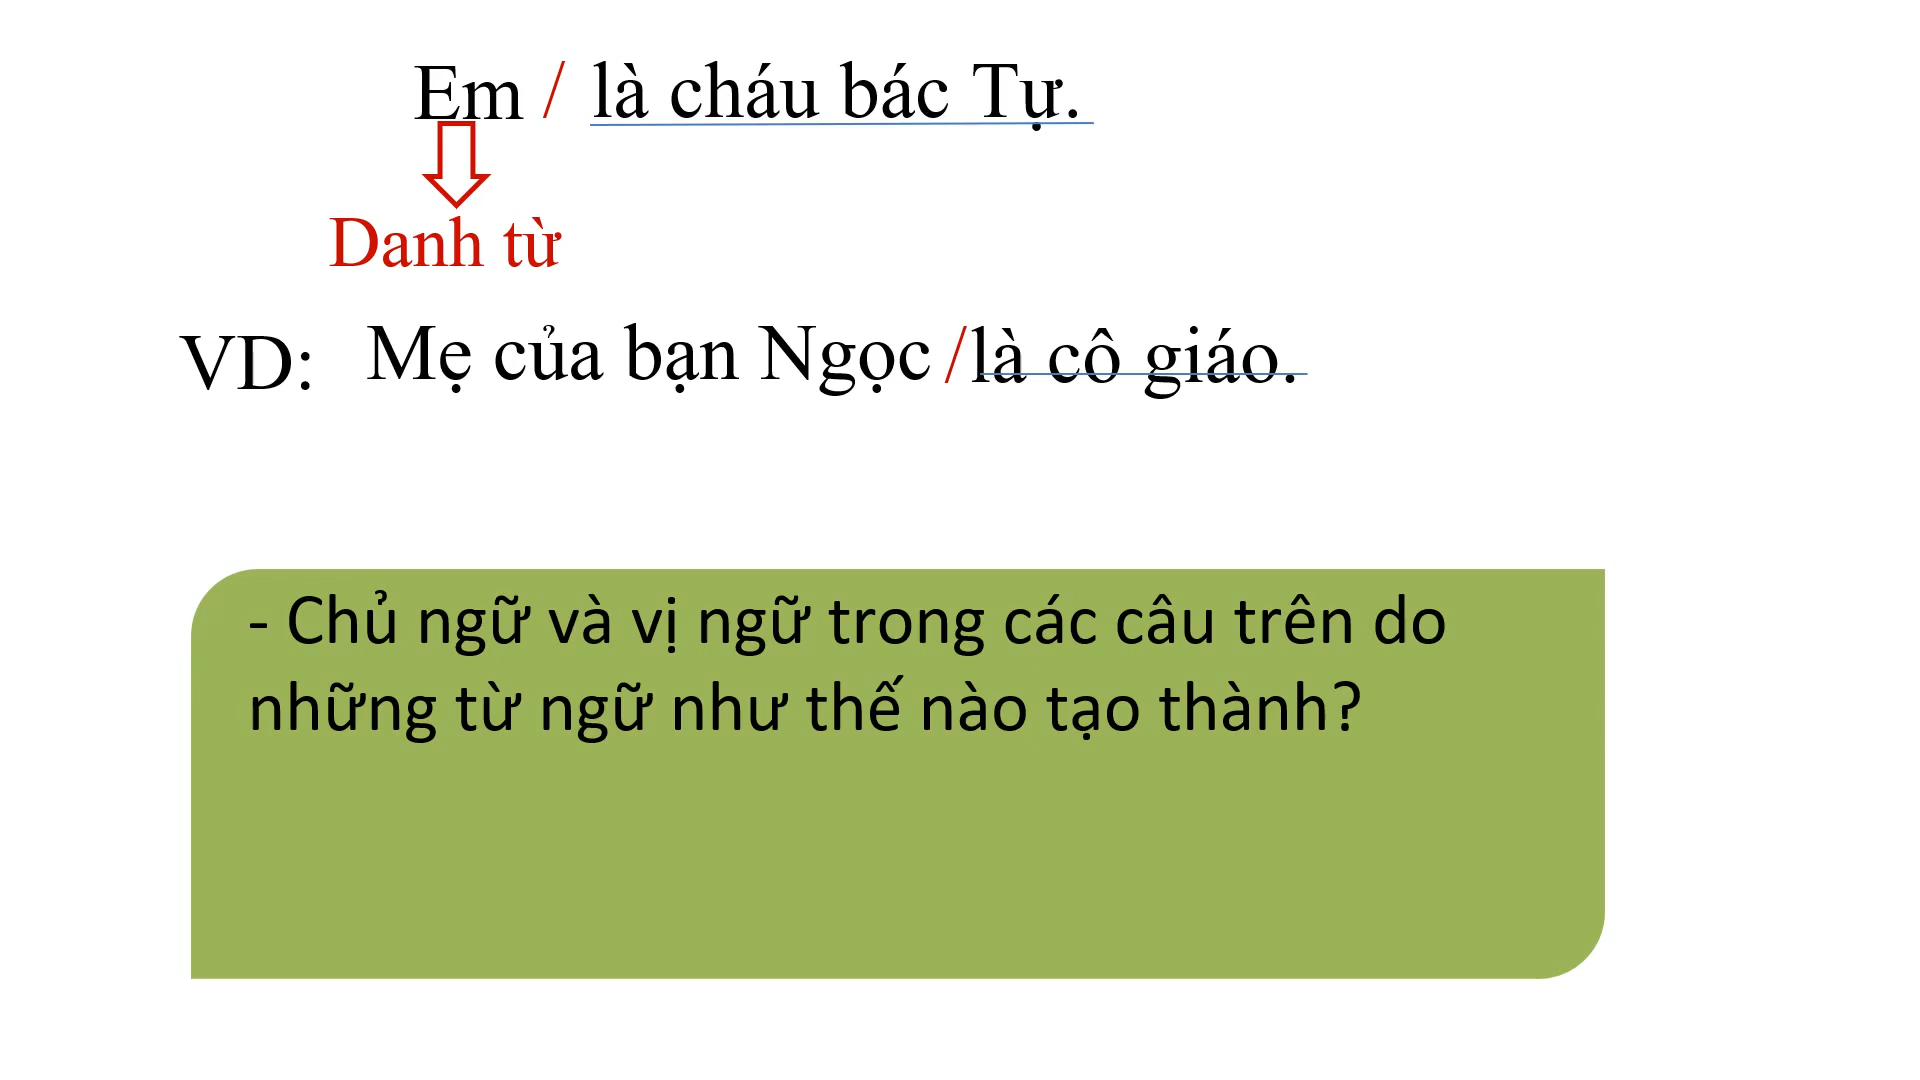 Em / là cháu bác Tự.
Danh từ
VD: Mẹ của bạn Ngọc /là cô giáo.
- Chủ ngữ và vị ngữ trong các câu trên do
những từ ngữ như thế nào tạo thành?